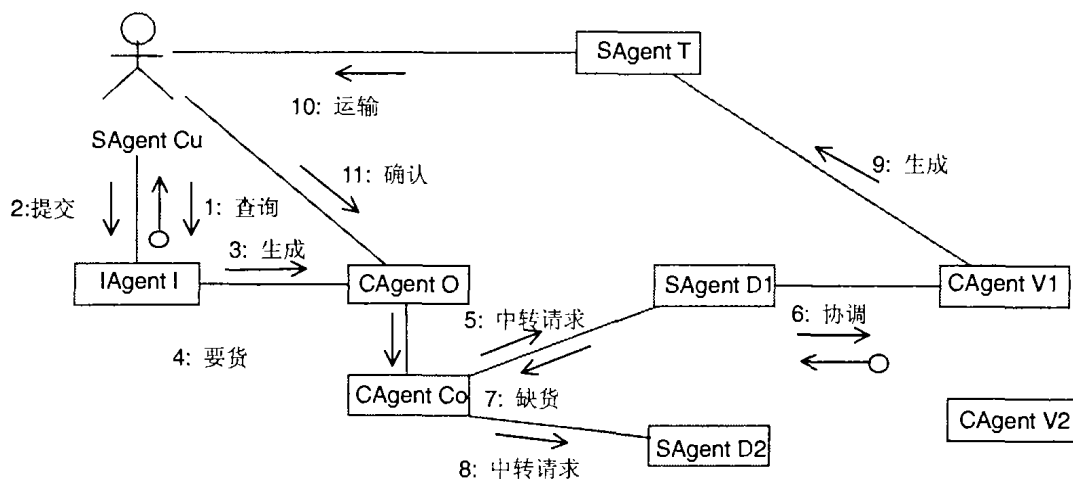 SAgent T
10: 运输
SAgent Cu
9: 生成
11: 确认
2:提交
1: 查询
3: 生成
IAgent I
CAgent O
SAgent D1
CAgent V1
5: 中转请求
6: 协调
4: 要货
CAgent Co
7: 缺货
CAgent V2
SAgent D2
8: 中转请求